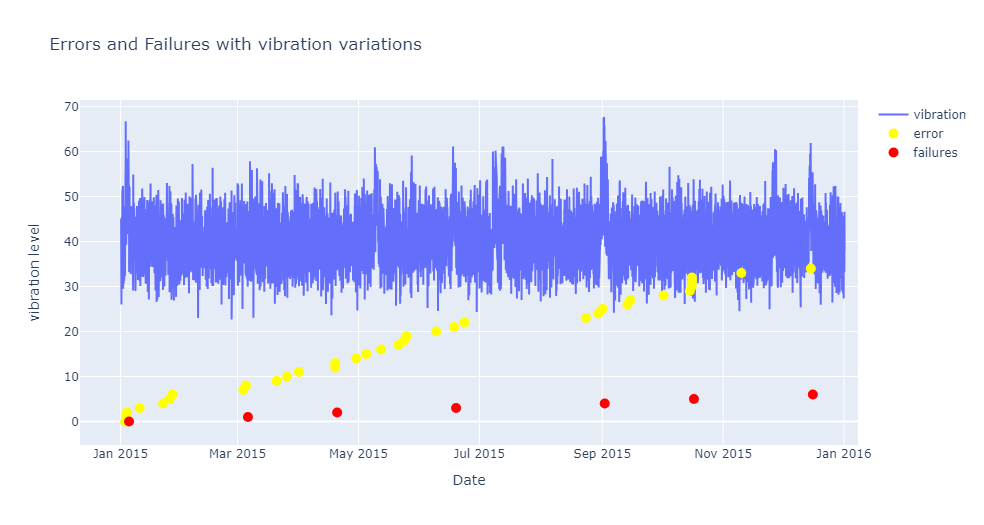 Errors and Failures with vibration variations
vibration
error
failures
70
60
50
40
30
20
10
0
vibration level
Jan 2015
Mar 2015
May 2015
Jul 2015
Sep 2015
Nov 2015
Jan 2016
Date